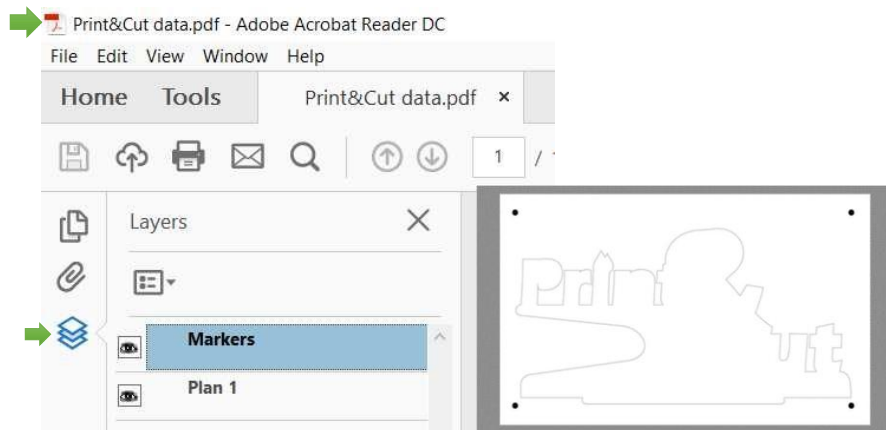 Print&Cut data.pdf - Adobe Acrobat Reader DC
File Edit View Window Help
Home Tools Print&Cut data.pdf ×
1 /
Layers
Markers
Plan 1
Print
ut